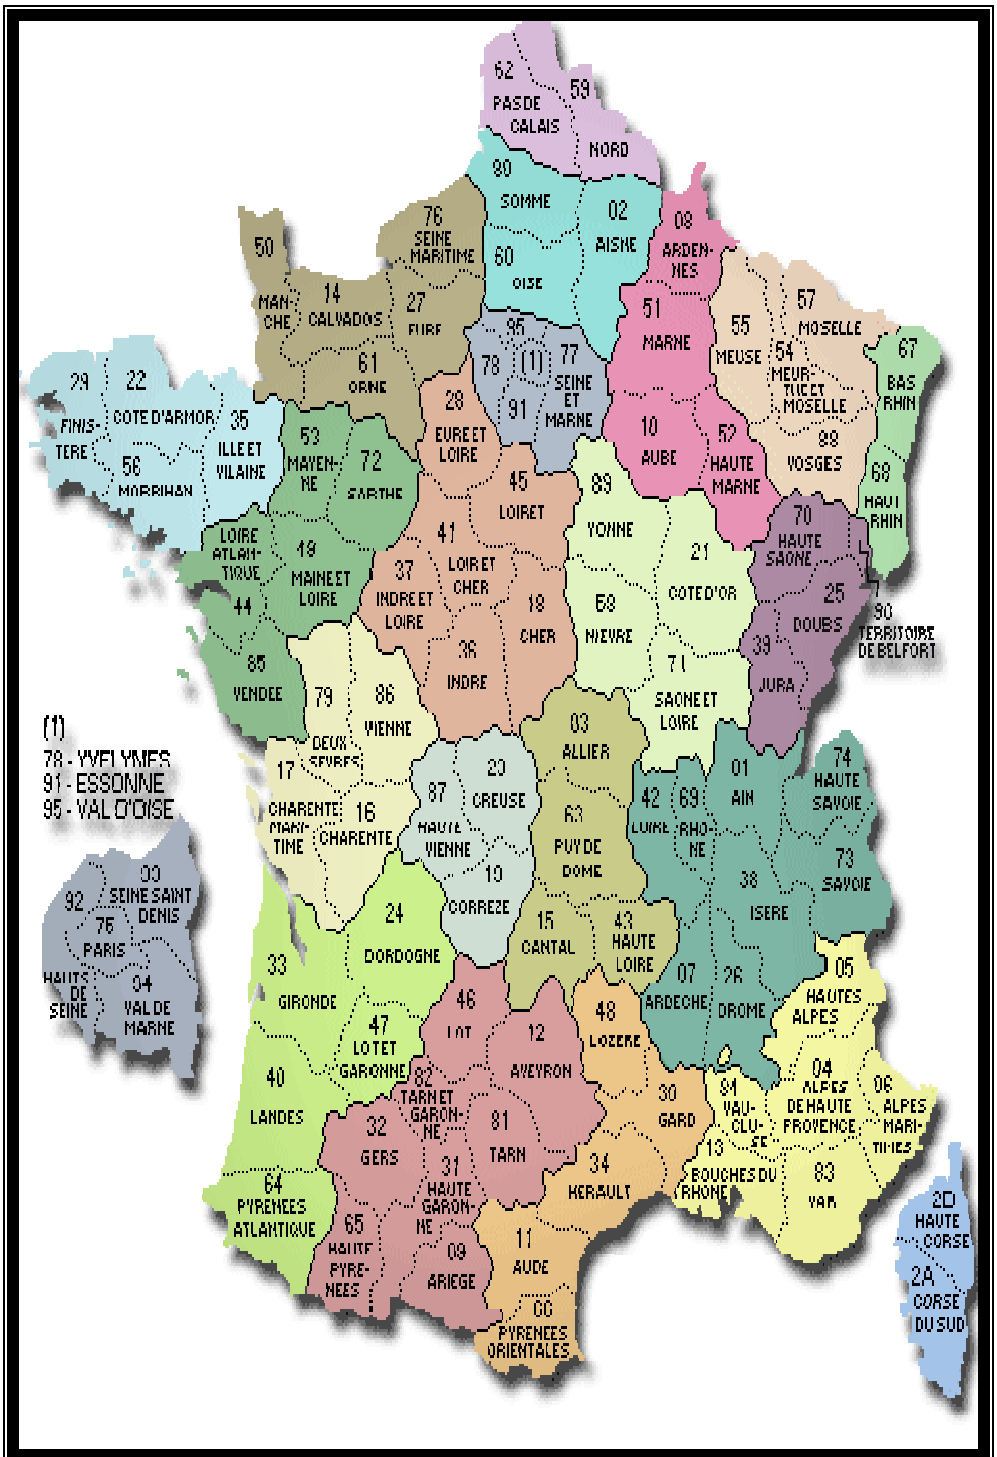 62
PAS DE
CALAIS
59
NORD
80
SOMME
02
AISNE
60
OISE
08
ARDEN-
NES
76
SEINE
MARITIME
50
MAN-
CHE
14
CALVADOS
27
EURE
61
ORNE
95
78
(1)
77
SEINE
ET
MARNE
91
51
MARNE
10
AUBE
52
HAUTE
MARNE
55
MEUSE
57
MOSELLE
54
MEUR-
THE ET
MOSELLE
88
VOSGES
67
BAS
RHIN
68
HAUT
RHIN
29
FINIS-
TERE
22
COTE D'ARMOR
35
ILLE ET
VILAINE
56
MORBIHAN
53
MAYEN-
NE
72
SARTHE
LOIRE
ATLAN-
TIQUE
44
49
MAINE ET
LOIRE
85
VENDEE
28
EURE ET
LOIRE
45
LOIRET
41
LOIR ET
CHER
37
INDRE ET
LOIRE
18
CHER
36
INDRE
89
YONNE
21
COTE D'OR
58
NIEVRE
71
SAONE ET
LOIRE
70
HAUTE
SAONE
25
DOUBS
39
JURA
90
TERRITOIRE
DE BELFORT
79
DEUX
SEVRES
86
VIENNE
17
CHARENTE
MARI-
TIME
16
CHARENTE
87
HAUTE
VIENNE
23
CREUSE
19
CORREZE
03
ALLIER
63
PUY DE
DOME
15
CANTAL
43
HAUTE
LOIRE
42
LOIRE
69
RHO-
NE
01
AIN
74
HAUTE
SAVOIE
73
SAVOIE
38
ISERE
07
ARDECHE
26
DROME
(1)
78 - YVELYNES
91 - ESSONNE
95 - VAL D'OISE
93
SEINE SAINT
DENIS
92
75
PARIS
HAUTS
DE
SEINE
94
VAL DE
MARNE
24
DORDOGNE
33
GIRONDE
47
LOT ET
GARONNE
40
LANDES
64
PYRENEES
ATLANTIQUE
46
LOT
12
AVEYRON
82
TARN ET
GARON-
NE
81
TARN
32
GERS
31
HAUTE
GARON-
NE
65
HAUTE
PYRE-
NEES
09
ARIEGE
48
LOZERE
30
GARD
34
HERAULT
11
AUDE
66
PYRENEES
ORIENTALES
05
HAUTES
ALPES
04
ALPES
DE HAUTE
PROVENCE
06
ALPES
MARI-
TIMES
84
VAU-
CLU-
SE
13
BOUCHES DU
RHONE
83
VAR
2B
HAUTE
CORSE
2A
CORSE
DU SUD